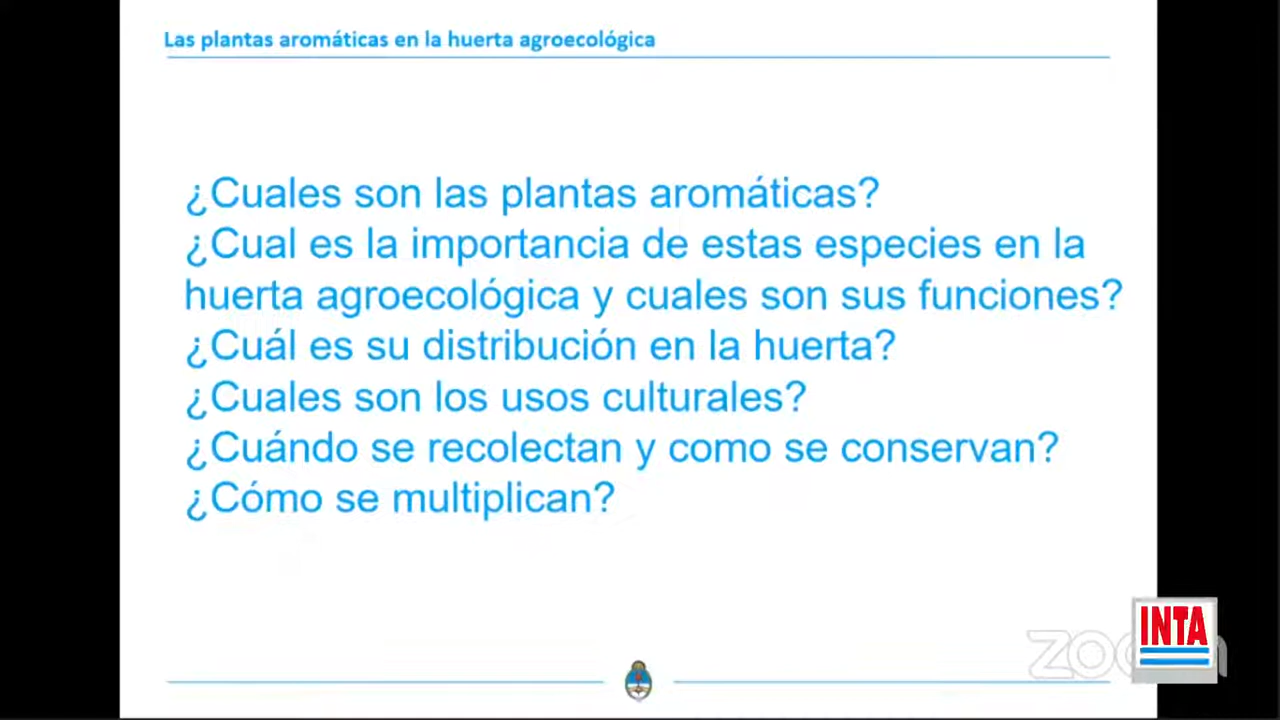 Las plantas aromáticas en la huerta agroecológica
¿Cuales son las plantas aromáticas?
¿Cual es la importancia de estas especies en la
huerta agroecológica y cuales son sus funciones?
¿Cuál es su distribución en la huerta?
¿Cuales son los usos culturales?
¿Cuándo se recolectan y como se conservan?
¿Cómo se multiplican?
zoom
INTA